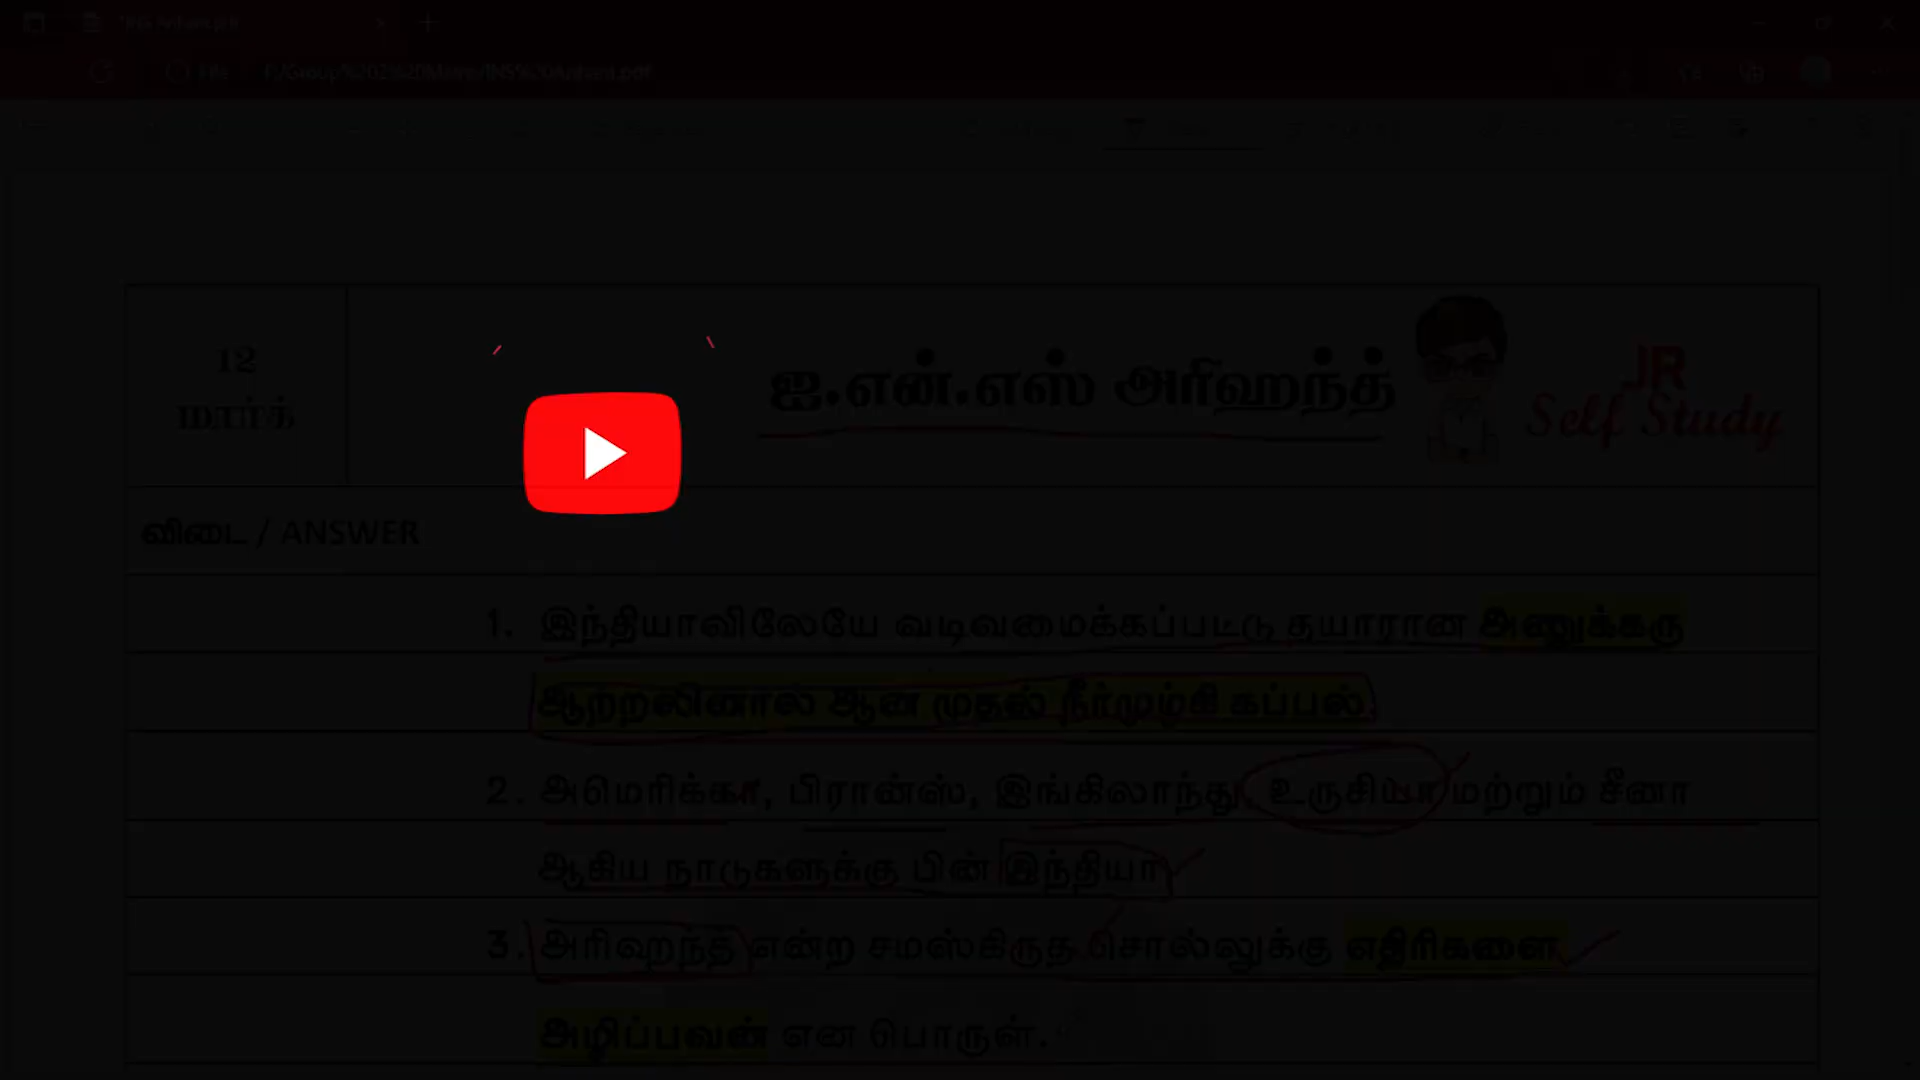 12
மார்க்
ஐ.என்.எஸ் அரிஹந்த்
JR
Self Study
விடை / ANSWER
1. இந்தியாவிலேயே வடிவமைக்கப்பட்டு தயாரான அணுக்கரு
ஆற்றலினால் ஆன முதல் நீர்மூழ்கி கப்பல்.
2. அமெரிக்கா, பிரான்ஸ், இங்கிலாந்து, உருசியா மற்றும் சீனா
ஆகிய நாடுகளுக்கு பின் இந்தியா
3. அரிஹந்த் என்ற சமஸ்கிருத சொல்லுக்கு எதிரிகளை
அழிப்பவன் என பொருள்.